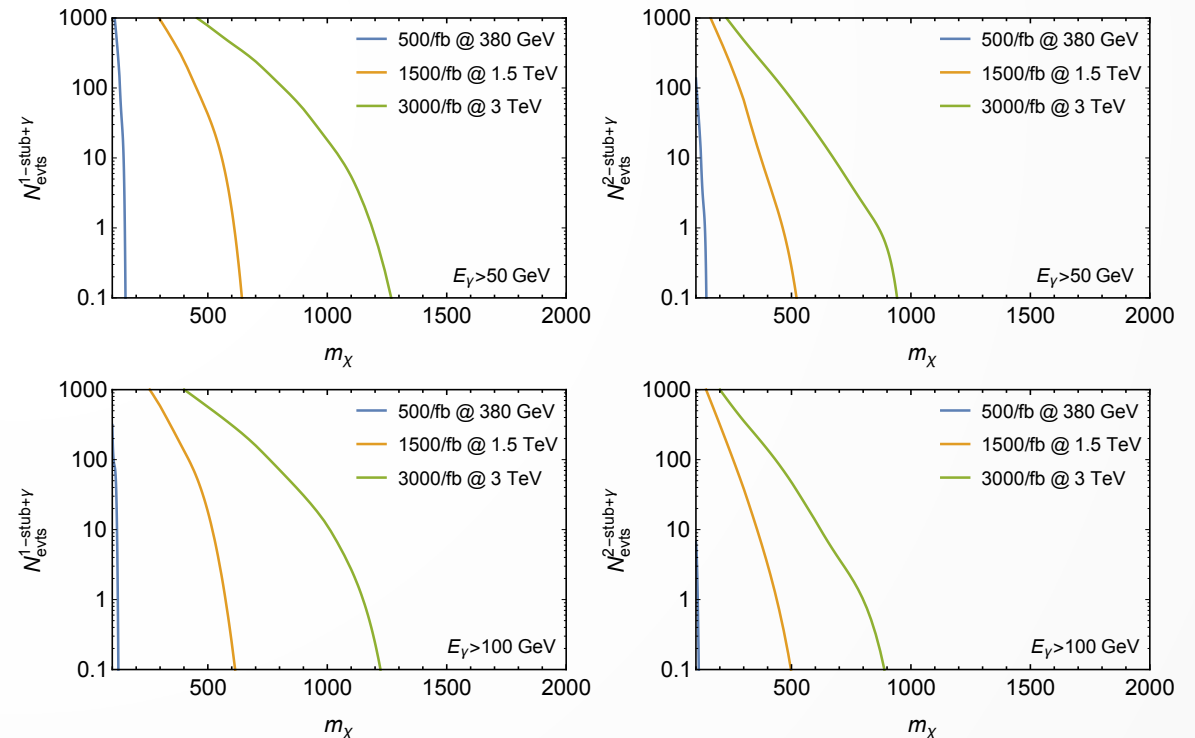 1000
100
10
1
0.1
N_evts^{1−stub+γ}
500/fb @ 380 GeV
1500/fb @ 1.5 TeV
3000/fb @ 3 TeV
E_γ>50 GeV
500 1000 1500 2000
m_χ
1000
100
10
1
0.1
N_evts^{2−stub+γ}
500/fb @ 380 GeV
1500/fb @ 1.5 TeV
3000/fb @ 3 TeV
E_γ>50 GeV
500 1000 1500 2000
m_χ
1000
100
10
1
0.1
N_evts^{1−stub+γ}
500/fb @ 380 GeV
1500/fb @ 1.5 TeV
3000/fb @ 3 TeV
E_γ>100 GeV
500 1000 1500 2000
m_χ
1000
100
10
1
0.1
N_evts^{2−stub+γ}
500/fb @ 380 GeV
1500/fb @ 1.5 TeV
3000/fb @ 3 TeV
E_γ>100 GeV
500 1000 1500 2000
m_χ